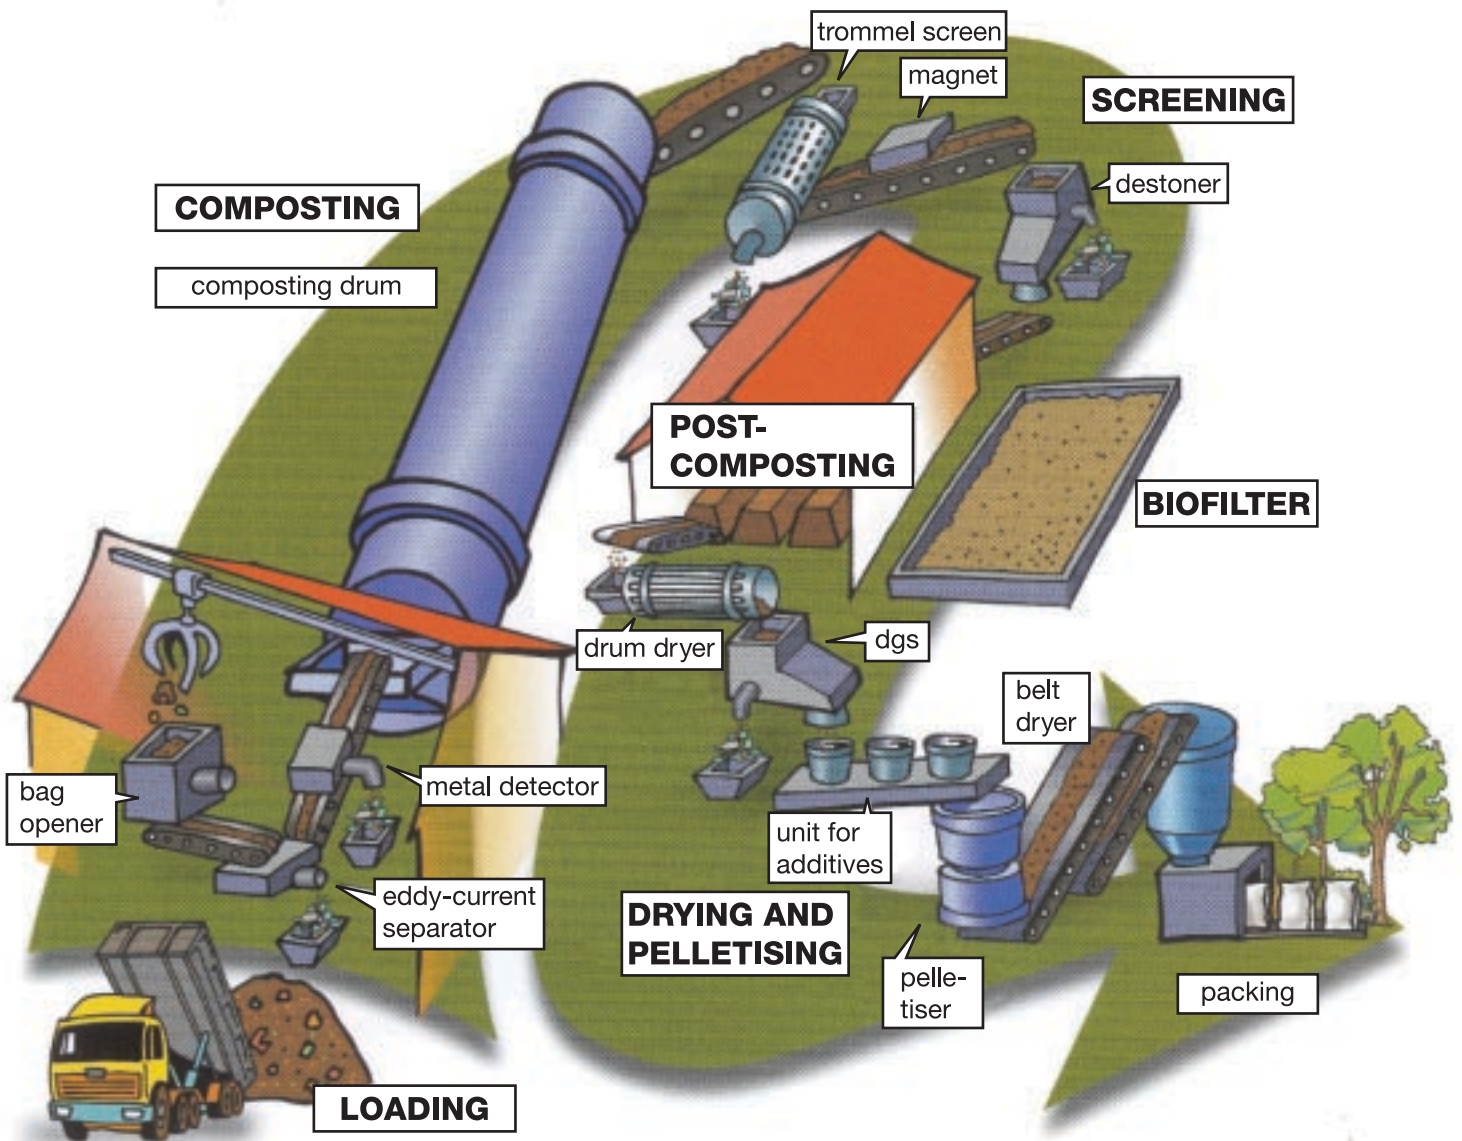 trommel screen
magnet
SCREENING
destoner
COMPOSTING
composting drum
POST-
COMPOSTING
BIOFILTER
drum dryer
dgs
belt
dryer
metal detector
bag
opener
unit for
additives
eddy-current
separator
DRYING AND
PELLETISING
pelle-
tiser
packing
LOADING